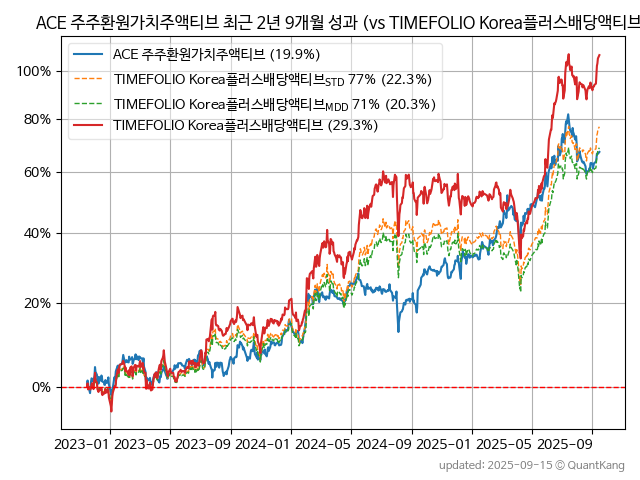 ACE 주주환원가치주액티브 최근 2년 9개월 성과 (vs TIMEFOLIO Korea플러스배당액티브
ACE 주주환원가치주액티브 (19.9%)
TIMEFOLIO Korea플러스배당액티브STD 77% (22.3%)
TIMEFOLIO Korea플러스배당액티브MDD 71% (20.3%)
TIMEFOLIO Korea플러스배당액티브 (29.3%)
100%
80%
60%
40%
20%
0%
2023-01 2023-05 2023-09 2024-01 2024-05 2024-09 2025-01 2025-05 2025-09
updated: 2025-09-15 © QuantKang